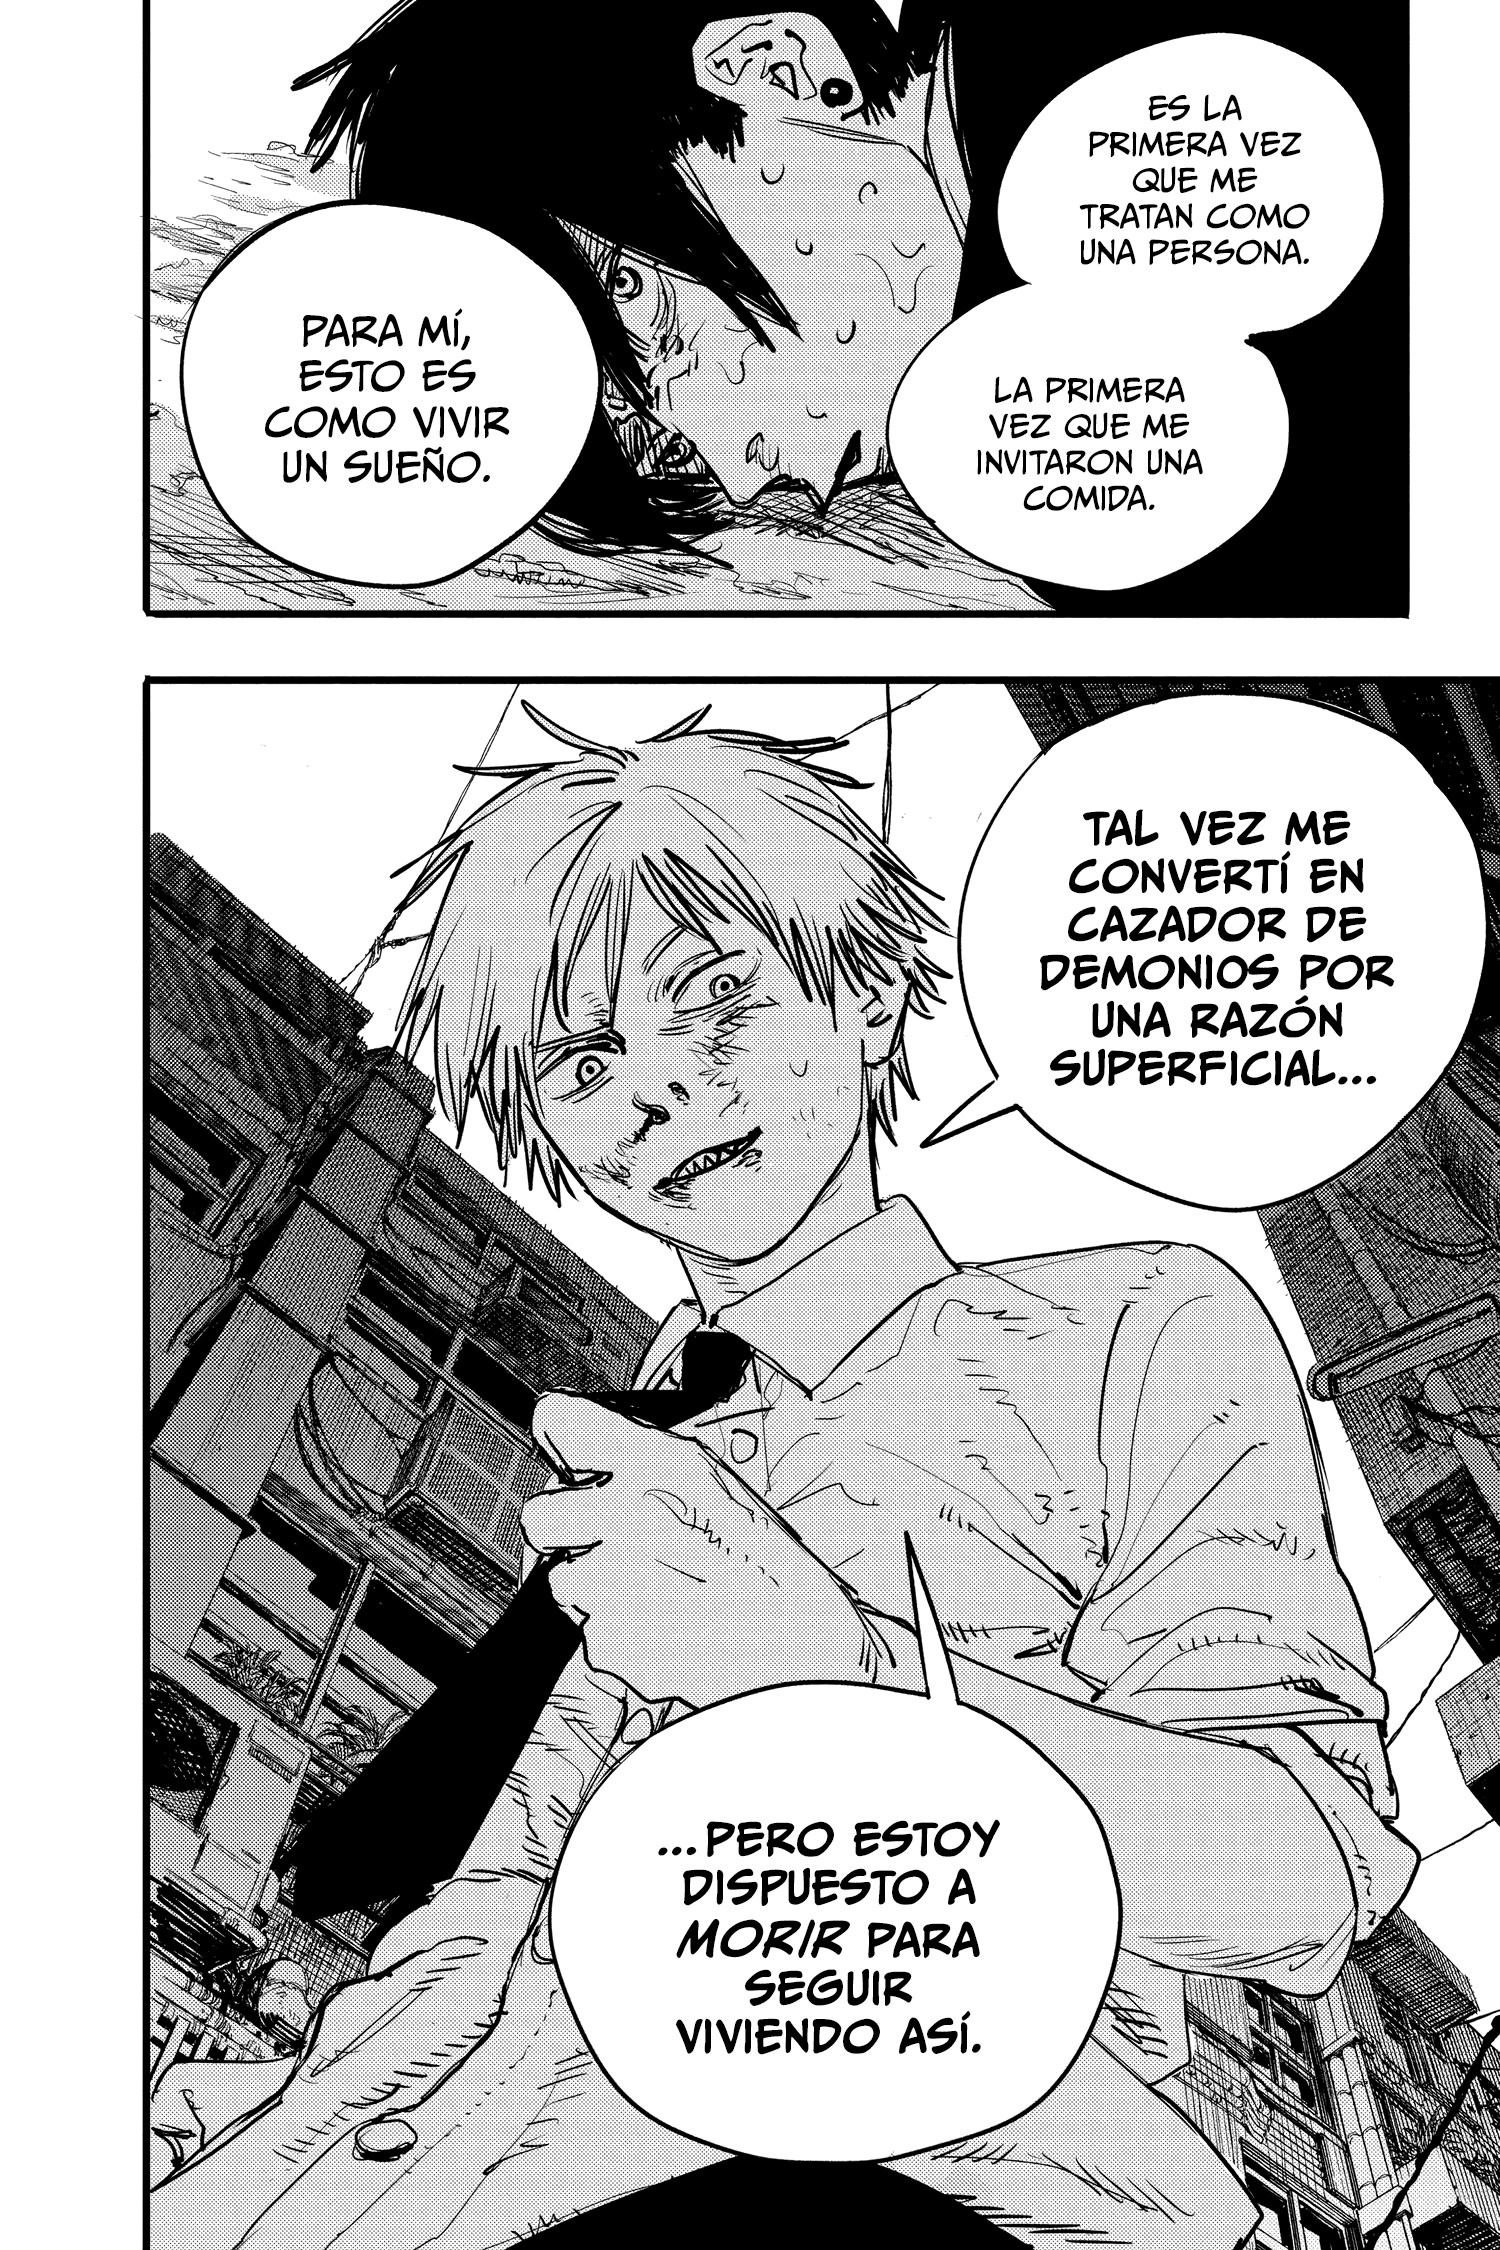 ES LA
PRIMERA VEZ
QUE ME
TRATAN COMO
UNA PERSONA.
LA PRIMERA
VEZ QUE ME
INVITARON UNA
COMIDA.
PARA MÍ,
ESTO ES
COMO VIVIR
UN SUEÑO.
TAL VEZ ME
CONVERTÍ EN
CAZADOR DE
DEMONIOS POR
UNA RAZÓN
SUPERFICIAL...
...PERO ESTOY
DISPUESTO A
MORIR PARA
SEGUIR
VIVIENDO ASÍ.